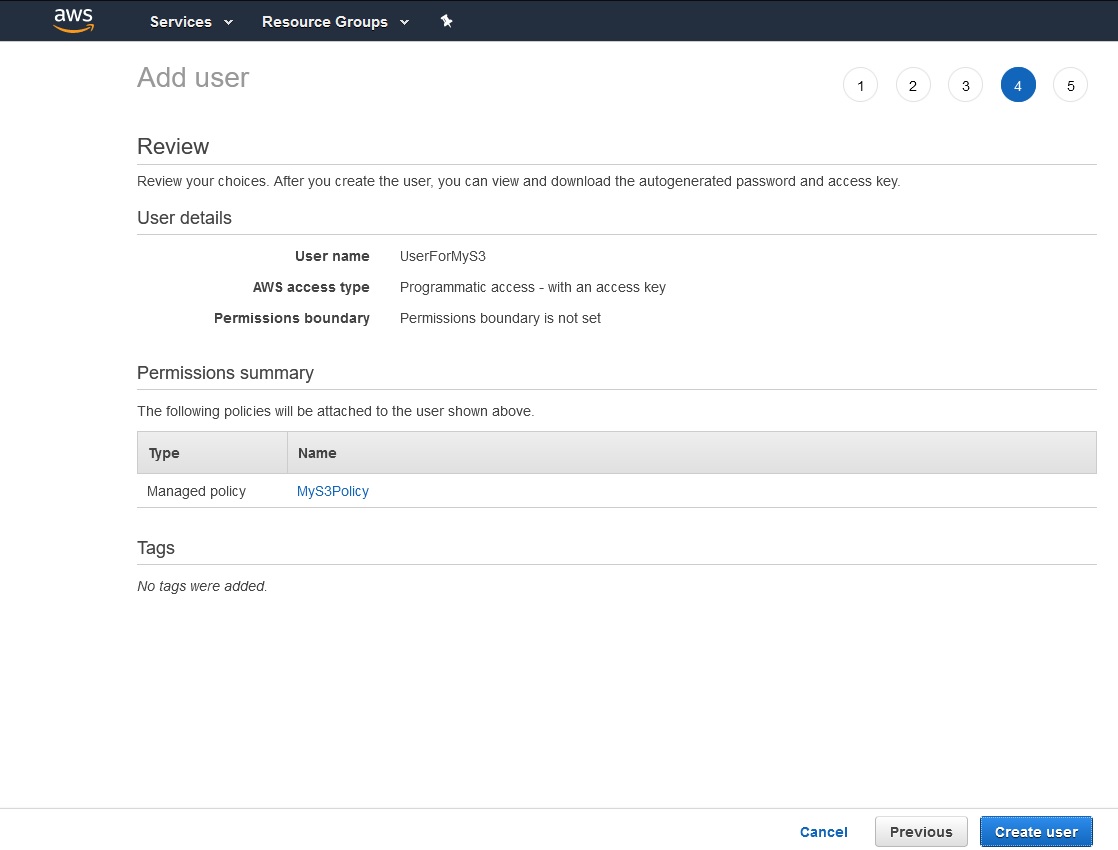 aws Services Resource Groups
Add user
1 2 3 4 5
Review
Review your choices. After you create the user, you can view and download the autogenerated password and access key.
User details
User name UserForMyS3
AWS access type Programmatic access - with an access key
Permissions boundary Permissions boundary is not set
Permissions summary
The following policies will be attached to the user shown above.
Type Name
Managed policy MyS3Policy
Tags
No tags were added.
Cancel Previous Create user